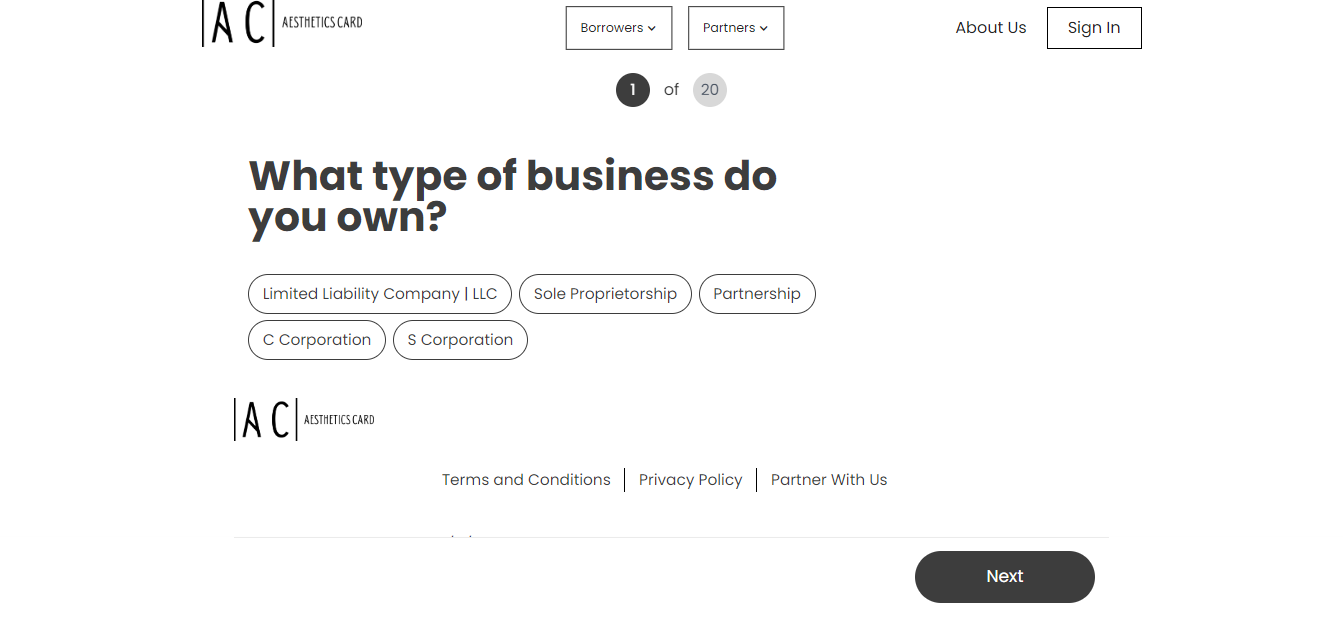 AC AESTHETICS CARD
Borrowers Partners About Us Sign In
1 of 20
What type of business do
you own?
Limited Liability Company | LLC Sole Proprietorship Partnership
C Corporation S Corporation
AC AESTHETICS CARD
Terms and Conditions Privacy Policy Partner With Us
Next